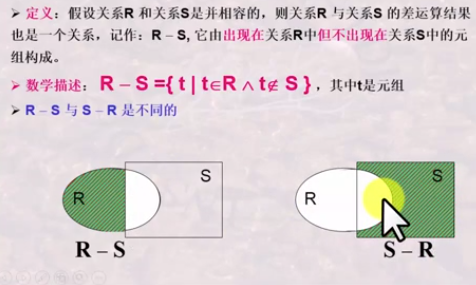 ➢ 定义：假设关系R 和关系S是并相容的，则关系R 与关系S 的差运算结果
也是一个关系，记作：R – S, 它由出现在关系R中但不出现在关系S中的元
组构成。
➢ 数学描述： R – S ={ t | t∈R ∧ t∉ S } ，其中t是元组
➢ R – S 与 S – R 是不同的
R S
R S
R – S
S – R